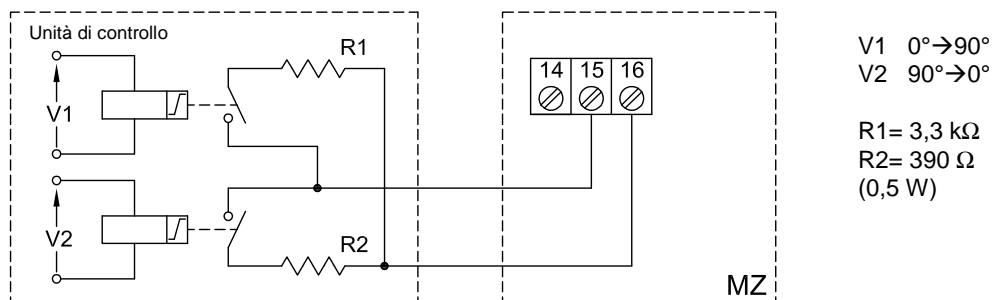 Unità di controllo
R1
V1
V2
R2
14 15 16
MZ
V1 0°→90°
V2 90°→0°
R1= 3,3 kΩ
R2= 390 Ω
(0,5 W)